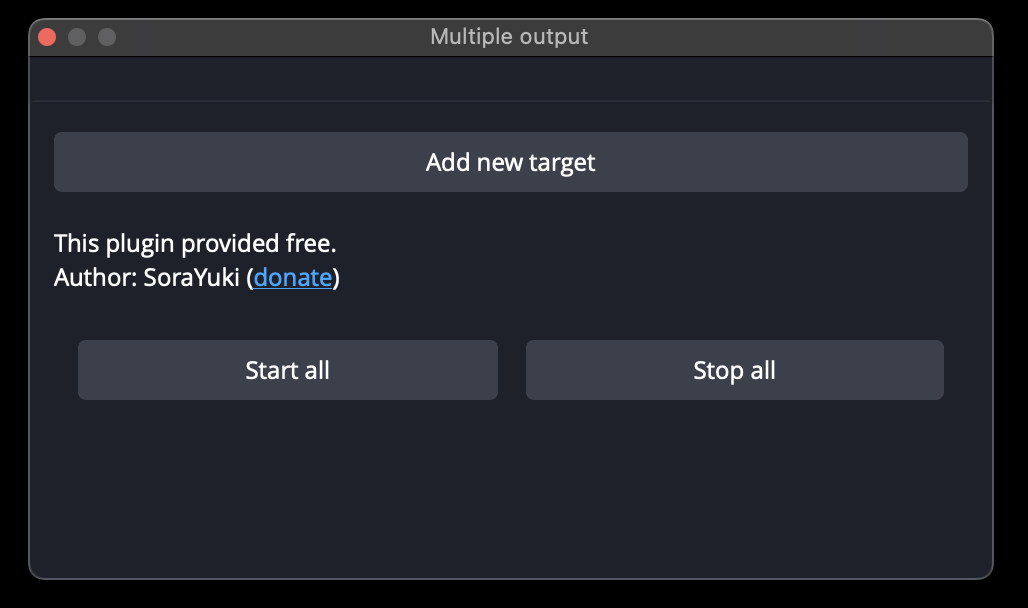 Multiple output
Add new target
This plugin provided free.
Author: SoraYuki (donate)
Start all
Stop all